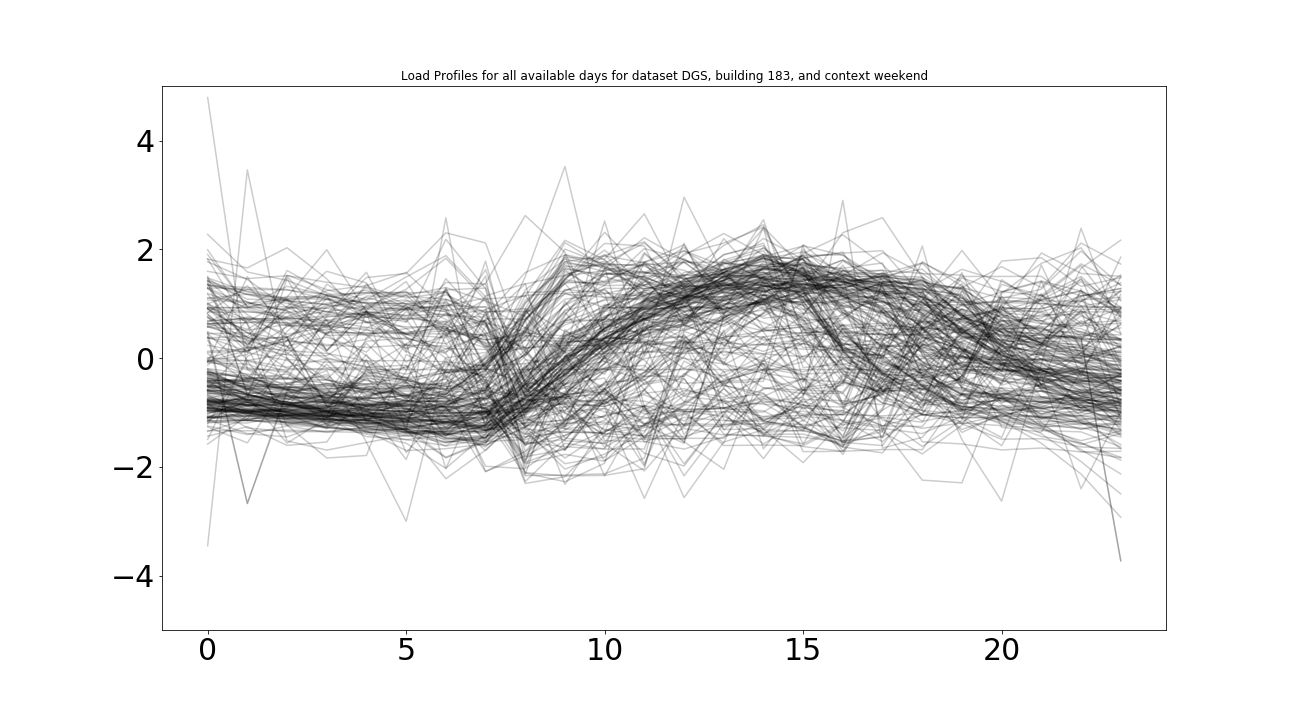 Load Profiles for all available days for dataset DGS, building 183, and context weekend
4
2
0
−2
−4
0 5 10 15 20